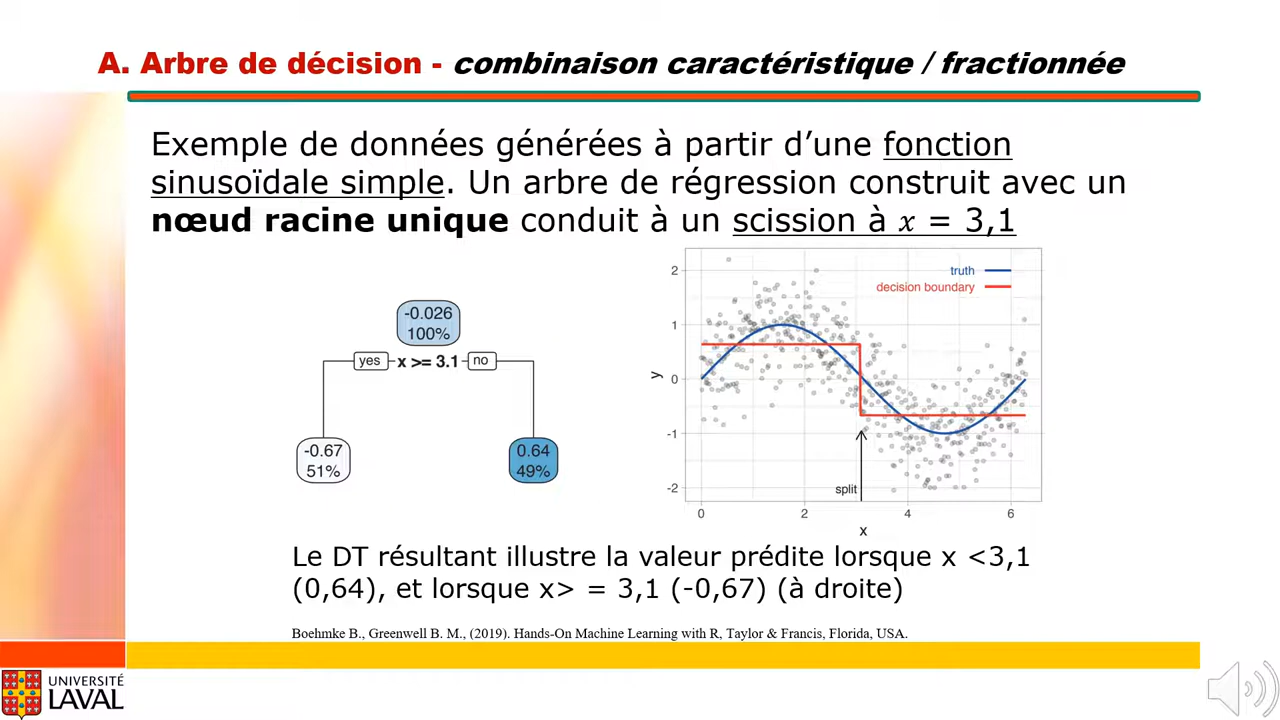 A. Arbre de décision - combinaison caractéristique / fractionnée
Exemple de données générées à partir d’une fonction
sinusoïdale simple. Un arbre de régression construit avec un
nœud racine unique conduit à un scission à 𝑥 = 3,1
-0.026
100%
yes x >= 3.1 no
-0.67
51%
0.64
49%
truth
decision boundary
2
1
0
-1
-2
y
split
0 2 4 6
x
Le DT résultant illustre la valeur prédite lorsque x <3,1
(0,64), et lorsque x> = 3,1 (-0,67) (à droite)
Boehmke B., Greenwell B. M., (2019). Hands-On Machine Learning with R, Taylor & Francis, Florida, USA.
UNIVERSITÉ
LAVAL